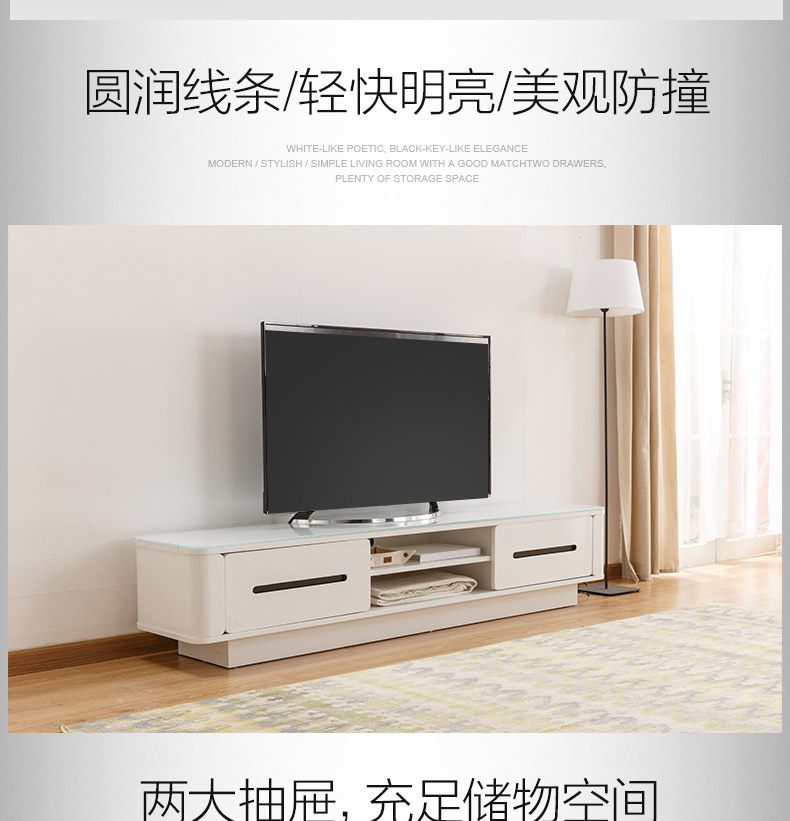 圆润线条/轻快明亮/美观防撞
WHITE-LIKE POETIC, BLACK-KEY-LIKE ELEGANCE
MODERN / STYLISH / SIMPLE LIVING ROOM WITH A GOOD MATCHTWO DRAWERS,
PLENTY OF STORAGE SPACE
两大抽屉，充足储物空间